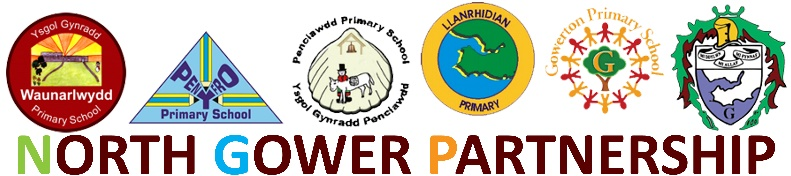 Ysgol Gynradd
Waunarlwydd
Primary School
PENYRO
Primary School
Penclawdd Primary School
Ysgol Gynradd Penclawdd
LLANRHIDIAN
PRIMARY
Gowerton Primary School
G
G
NORTH GOWER PARTNERSHIP